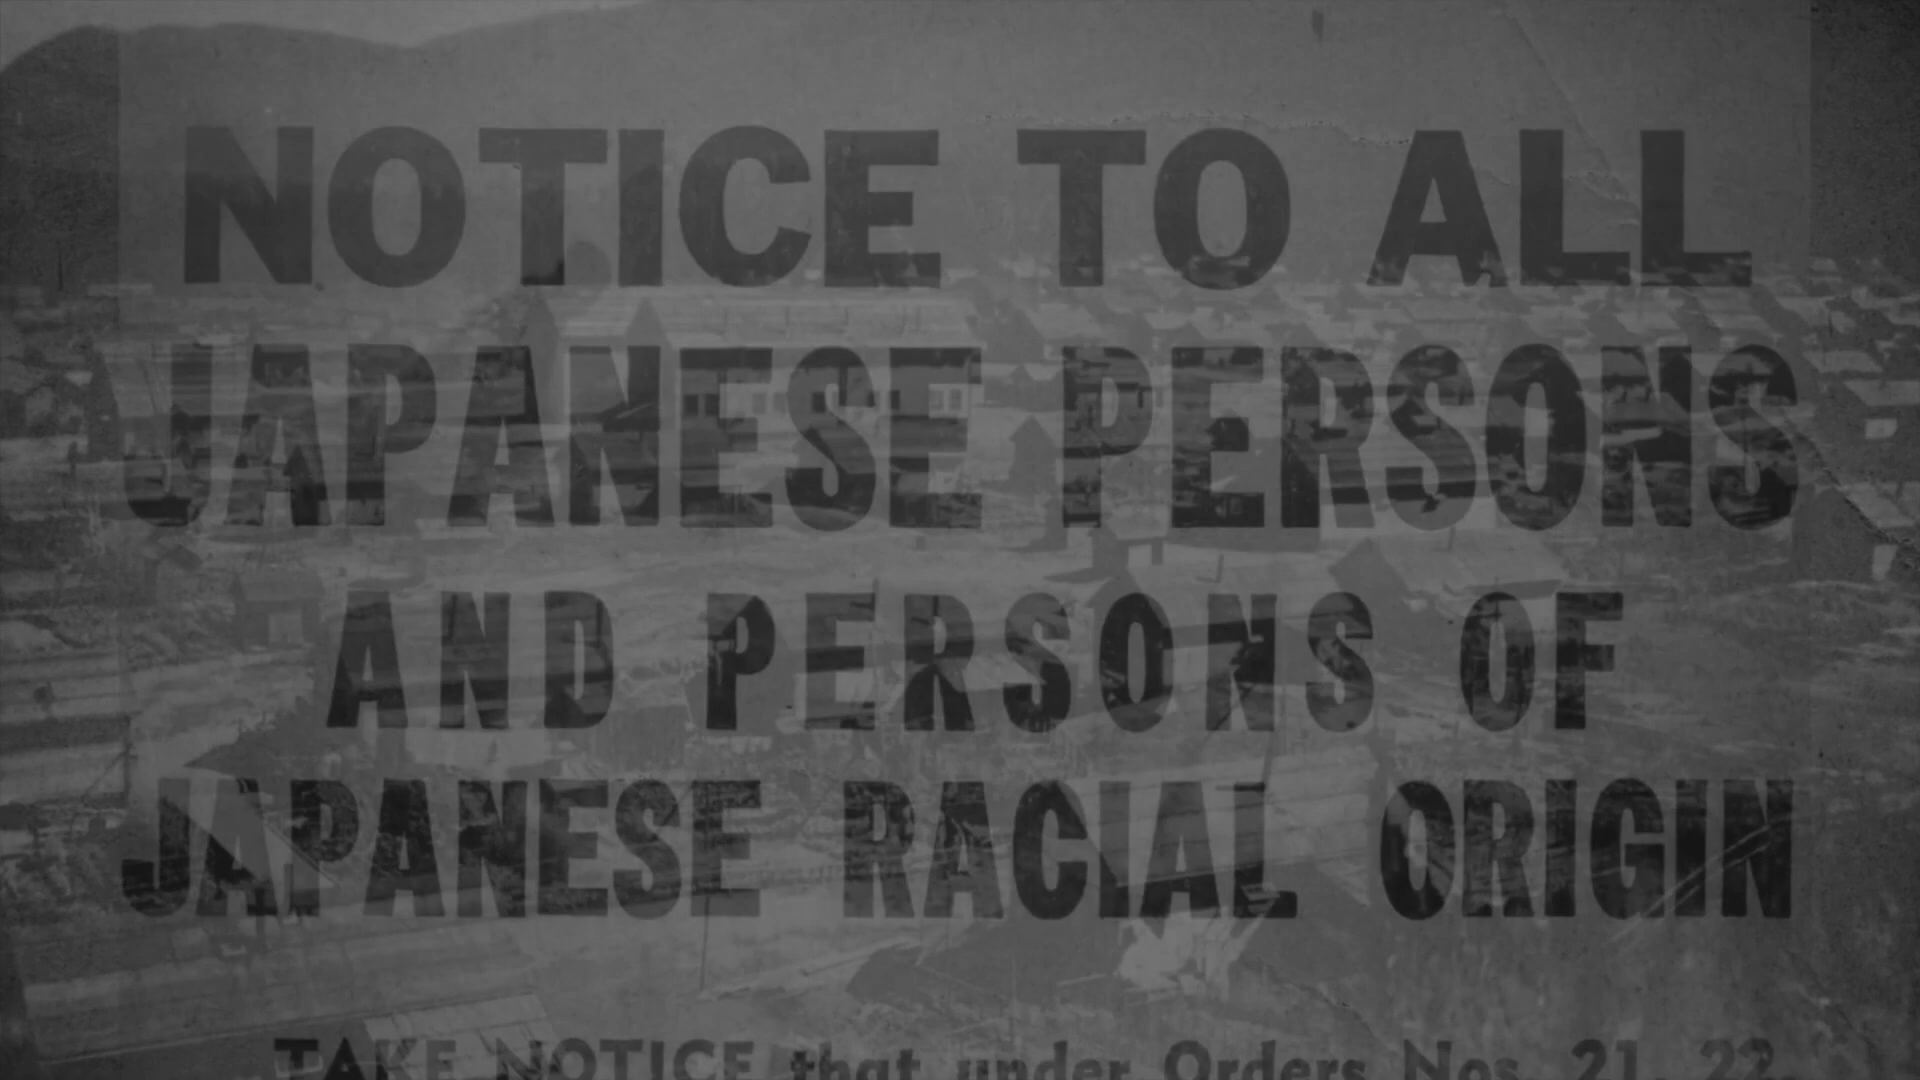 NOTICE TO ALL
JAPANESE PERSONS
AND PERSONS OF
JAPANESE RACIAL ORIGIN
TAKE NOTICE that under Orders Nos. 21, 22,